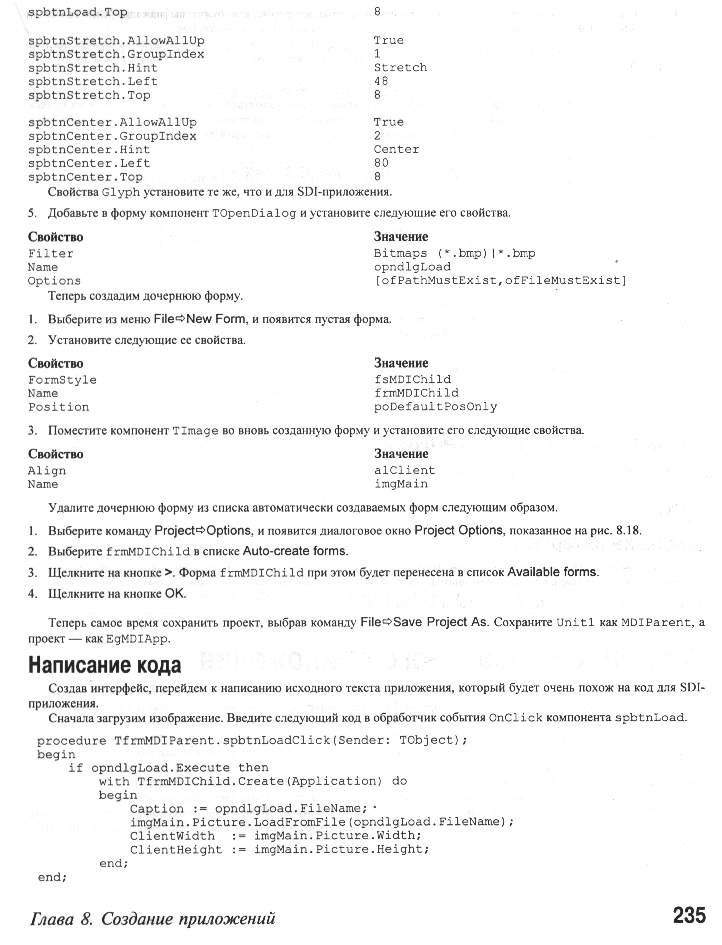 spbtnLoad.Top 8
spbtnStretch.AllowAllUp True
spbtnStretch.GroupIndex 1
spbtnStretch.Hint Stretch
spbtnStretch.Left 48
spbtnStretch.Top 8
spbtnCenter.AllowAllUp True
spbtnCenter.GroupIndex 2
spbtnCenter.Hint Center
spbtnCenter.Left 80
spbtnCenter.Top 8
Свойства Glyph установите те же, что и для SDI-приложения.
5. Добавьте в форму компонент TOpenDialog и установите следующие его свойства.
Свойство Значение
Filter Bitmaps (*.bmp)|*.bmp
Name opndlgLoad
Options [ofPathMustExist,ofFileMustExist]
Теперь создадим дочернюю форму.
1. Выберите из меню File⇨New Form, и появится пустая форма.
2. Установите следующие ее свойства.
Свойство Значение
FormStyle fsMDIChild
Name frmMDIChild
Position poDefaultPosOnly
3. Поместите компонент TImage во вновь созданную форму и установите его следующие свойства.
Свойство Значение
Align alClient
Name imgMain
Удалите дочернюю форму из списка автоматически создаваемых форм следующим образом.
1. Выберите команду Project⇨Options, и появится диалоговое окно Project Options, показанное на рис. 8.18.
2. Выберите frmMDIChild в списке Auto-create forms.
3. Щелкните на кнопке >. Форма frmMDIChild при этом будет перенесена в список Available forms.
4. Щелкните на кнопке OK.
Теперь самое время сохранить проект, выбрав команду File⇨Save Project As. Сохраните Unit1 как MDIParent, а
проект — как EgMDIApp.
Написание кода
Создав интерфейс, перейдем к написанию исходного текста приложения, который будет очень похож на код для SDI-
приложения.
Сначала загрузим изображение. Введите следующий код в обработчик события OnClick компонента spbtnLoad.
procedure TfrmMDIParent.spbtnLoadClick(Sender: TObject);
begin
if opndlgLoad.Execute then
with TfrmMDIChild.Create(Application) do
begin
Caption := opndlgLoad.FileName;
imgMain.Picture.LoadFromFile(opndlgLoad.FileName);
ClientWidth := imgMain.Picture.Width;
ClientHeight := imgMain.Picture.Height;
end;
end;
Глава 8. Создание приложений 235